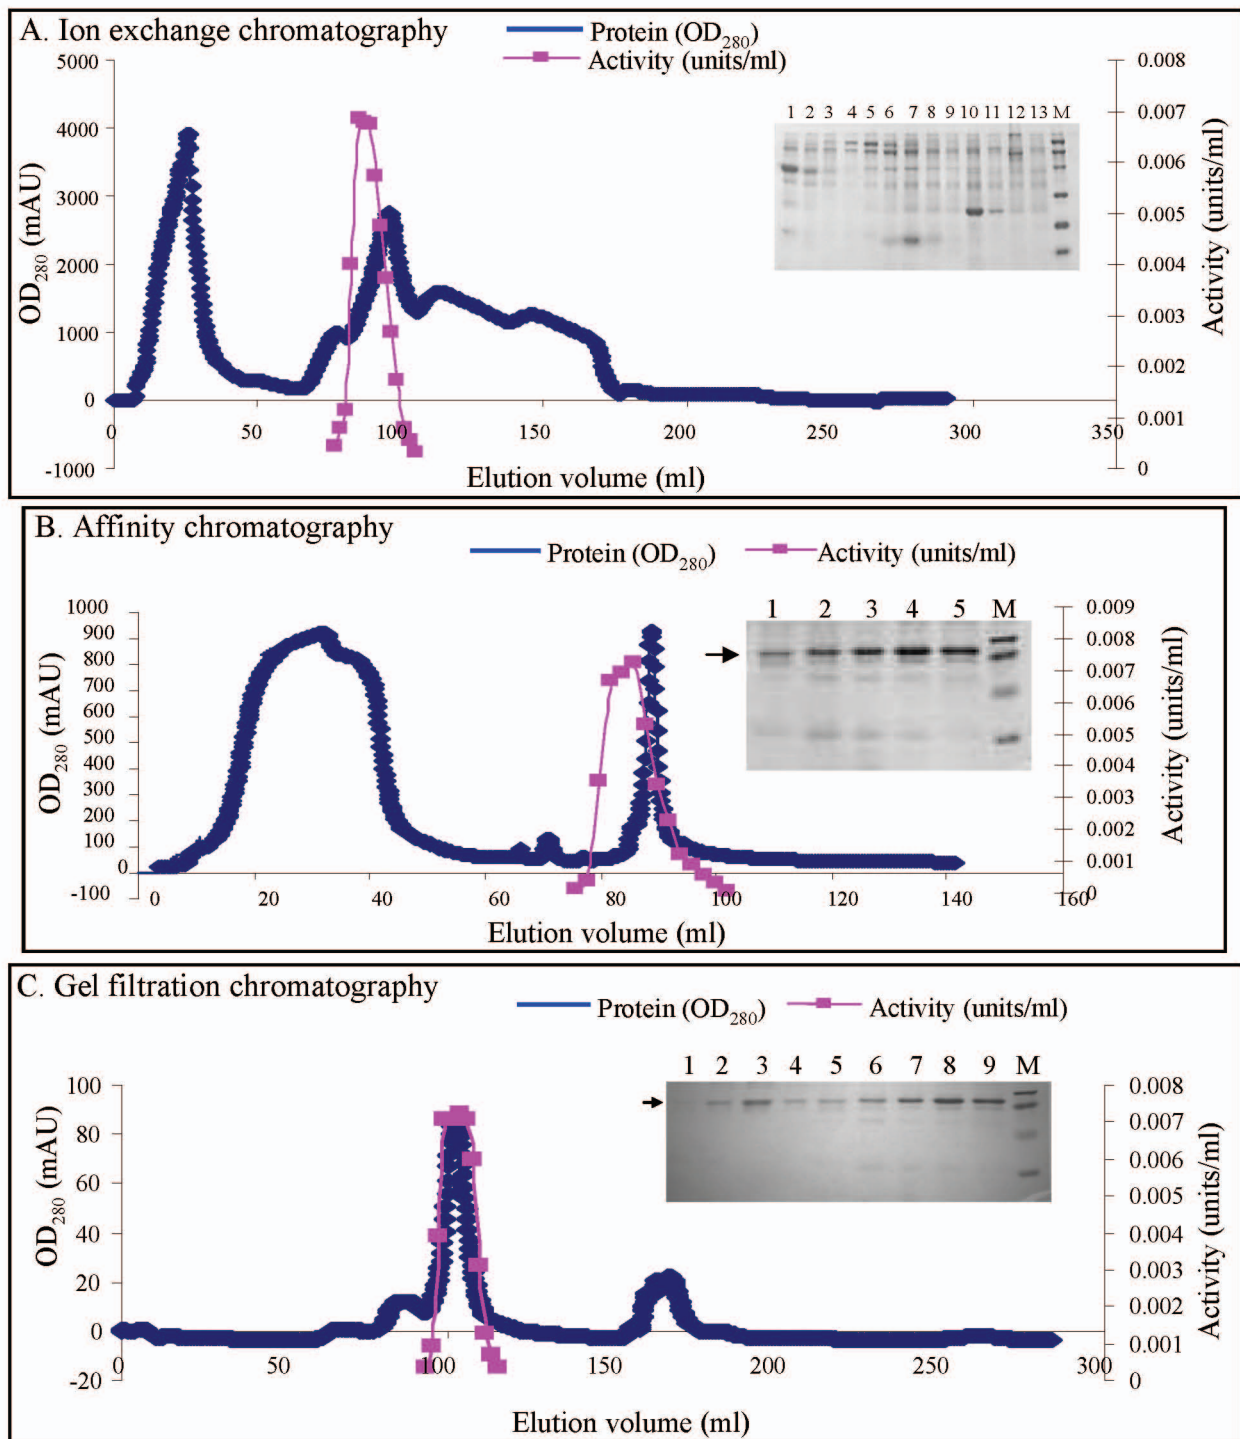 A. Ion exchange chromatography
Protein (OD280)
Activity (units/ml)
5000
4000
3000
2000
1000
0
-1000
OD280 (mAU)
0 50 100 150 200 250 300 350
Elution volume (ml)
0.008
0.007
0.006
0.005
0.004
0.003
0.002
0.001
0
Activity (units/ml)
1 2 3 4 5 6 7 8 9 10 11 12 13 M
B. Affinity chromatography
Protein (OD280) Activity (units/ml)
1000
900
800
700
600
500
400
300
200
100
0
-100
OD280 (mAU)
0 20 40 60 80 100 120 140 160
Elution volume (ml)
1 2 3 4 5 M
0.009
0.008
0.007
0.006
0.005
0.004
0.003
0.002
0.001
0
Activity (units/ml)
C. Gel filtration chromatography
Protein (OD280) Activity (units/ml)
100
80
60
40
20
0
-20
OD280 (mAU)
0 50 100 150 200 250 300
Elution volume (ml)
1 2 3 4 5 6 7 8 9 M
0.008
0.007
0.006
0.005
0.004
0.003
0.002
0.001
0
Activity (units/ml)